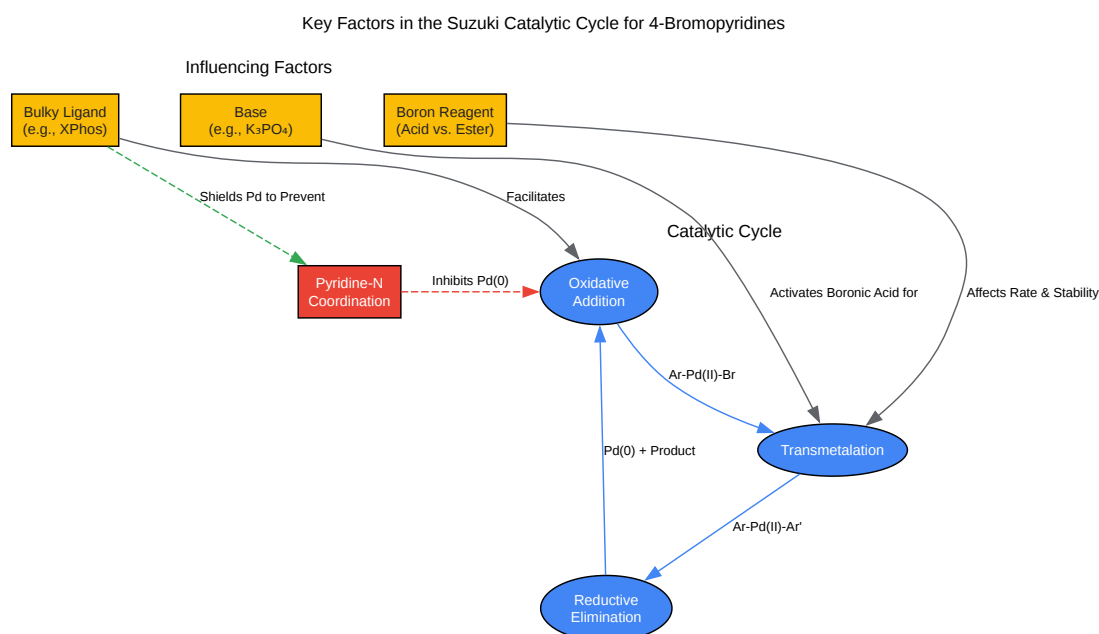 Key Factors in the Suzuki Catalytic Cycle for 4-Bromopyridines
Influencing Factors
Bulky Ligand
(e.g., XPhos)
Base
(e.g., K₃PO₄)
Boron Reagent
(Acid vs. Ester)
Shields Pd to Prevent
Facilitates
Catalytic Cycle
Pyridine-N
Coordination
Inhibits Pd(0)
Oxidative
Addition
Activates Boronic Acid for
Affects Rate & Stability
Ar-Pd(II)-Br
Pd(0) + Product
Transmetalation
Ar-Pd(II)-Ar'
Reductive
Elimination